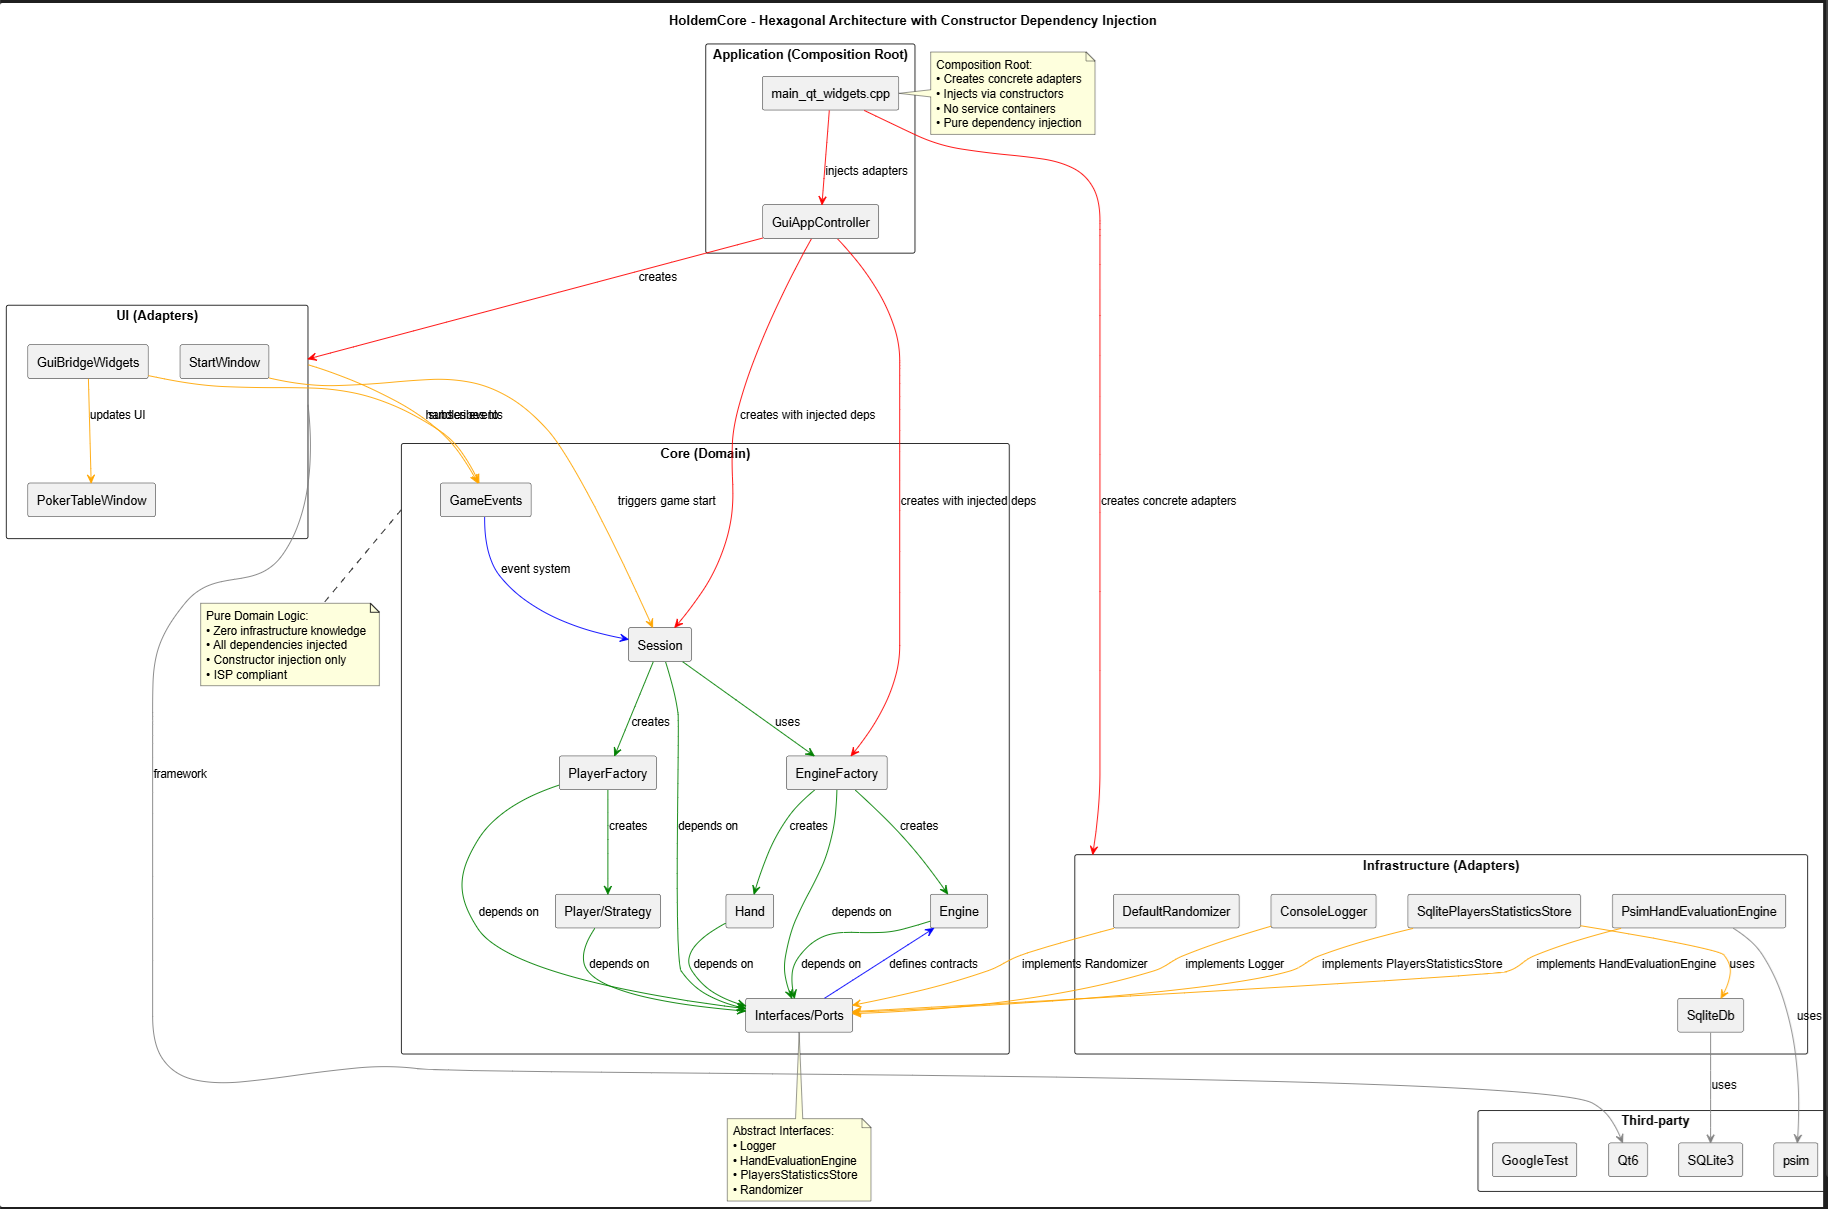 HoldemCore - Hexagonal Architecture with Constructor Dependency Injection
Application (Composition Root)
main_qt_widgets.cpp
Composition Root:
• Creates concrete adapters
• Injects via constructors
• No service containers
• Pure dependency injection
injects adapters
GuiAppController
creates
UI (Adapters)
GuiBridgeWidgets
StartWindow
updates UI
handles events
subscribes to
creates with injected deps
PokerTableWindow
Core (Domain)
GameEvents
triggers game start
creates with injected deps
creates concrete adapters
event system
Pure Domain Logic:
• Zero infrastructure knowledge
• All dependencies injected
• Constructor injection only
• ISP compliant
Session
creates
uses
framework
PlayerFactory
EngineFactory
creates
depends on
creates
creates
Infrastructure (Adapters)
depends on
Player/Strategy
Hand
depends on
Engine
DefaultRandomizer
ConsoleLogger
SqlitePlayersStatisticsStore
PsimHandEvaluationEngine
depends on
depends on
depends on
defines contracts
implements Randomizer
implements Logger
implements PlayersStatisticsStore
implements HandEvaluationEngine
uses
Interfaces/Ports
SqliteDb
uses
uses
Abstract Interfaces:
• Logger
• HandEvaluationEngine
• PlayersStatisticsStore
• Randomizer
Third-party
GoogleTest
Qt6
SQLite3
psim